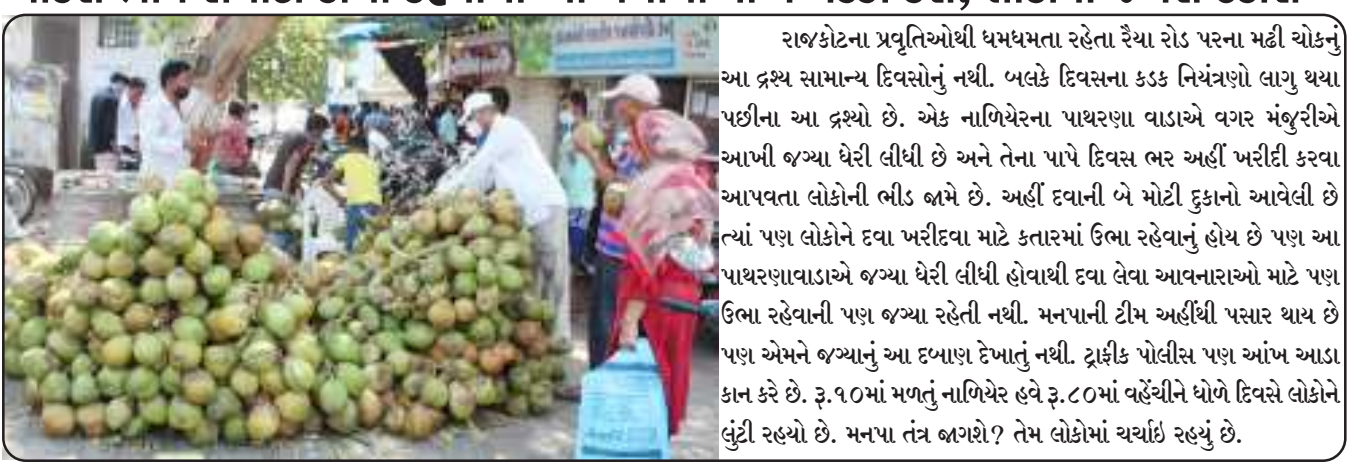 રાજકોટના પ્રવૃતિઓથી ધમધમતા રહેતા રૈયા રોડ પરના મઢી ચોકનું
આ દ્રશ્ય સામાન્ય દિવસોનું નથી. બલકે દિવસના કડક નિયંત્રણો લાગુ થયા
પછીના આ દ્રશ્યો છે. એક નાળિયેરના પાથરણા વાડાએ વગર મંજુરીએ
આખી જગ્યા ઘેરી લીધી છે અને તેના પાપે દિવસ ભર અહીં ખરીદી કરવા
આપવતા લોકોની ભીડ જામે છે. અહીં દવાની બે મોટી દુકાનો આવેલી છે
ત્યાં પણ લોકોને દવા ખરીદવા માટે કતારમાં ઉભા રહેવાનું હોય છે પણ આ
પાથરણાવાડાએ જગ્યા ઘેરી લીધી હોવાથી દવા લેવા આવનારાઓ માટે પણ
ઉભા રહેવાની પણ જગ્યા રહેતી નથી. મનપાની ટીમ અહીંથી પસાર થાય છે
પણ એમને જગ્યાનું આ દબાણ દેખાતું નથી. ટ્રાફીક પોલીસ પણ આંખ આડા
કાન કરે છે. રૂ.૧૦માં મળતું નાળિયેર હવે રૂ.૮૦માં વહેંચીને ધોળે દિવસે લોકોને
લુંટી રહયો છે. મનપા તંત્ર જાગશે? તેમ લોકોમાં ચર્ચાઇ રહયું છે.